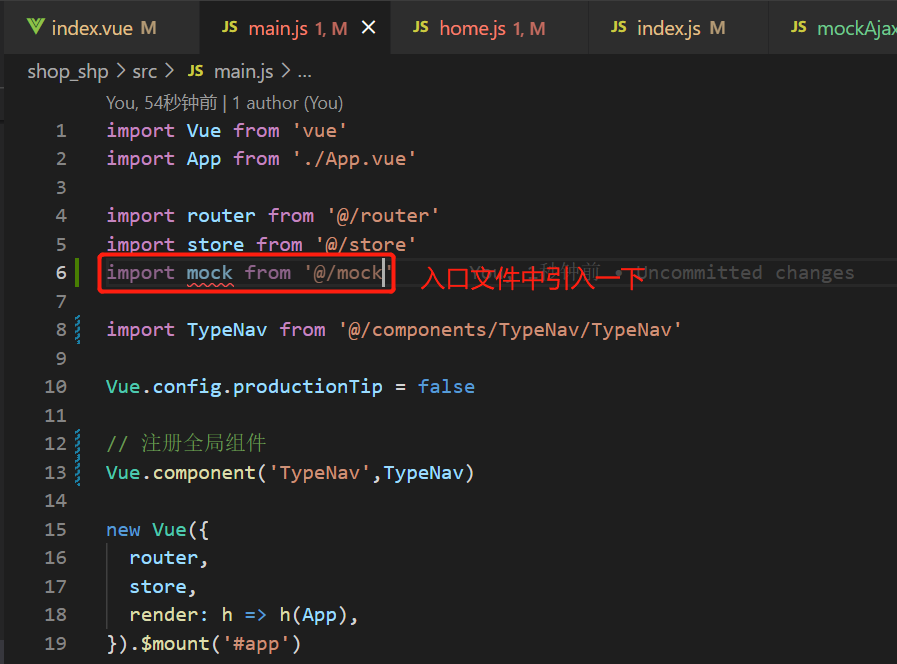 index.vue M JS main.js 1, M JS home.js 1, M JS index.js M JS mockAjax
shop_shp > src > JS main.js > ...
You, 54秒钟前 | 1 author (You)
1 import Vue from 'vue'
2 import App from './App.vue'
3
4 import router from '@/router'
5 import store from '@/store'
6 import mock from '@/mock' 入口文件中引入一下 Uncommitted changes
7
8 import TypeNav from '@/components/TypeNav/TypeNav'
9
10 Vue.config.productionTip = false
11
12 // 注册全局组件
13 Vue.component('TypeNav',TypeNav)
14
15 new Vue({
16 router,
17 store,
18 render: h => h(App),
19 }).$mount('#app')